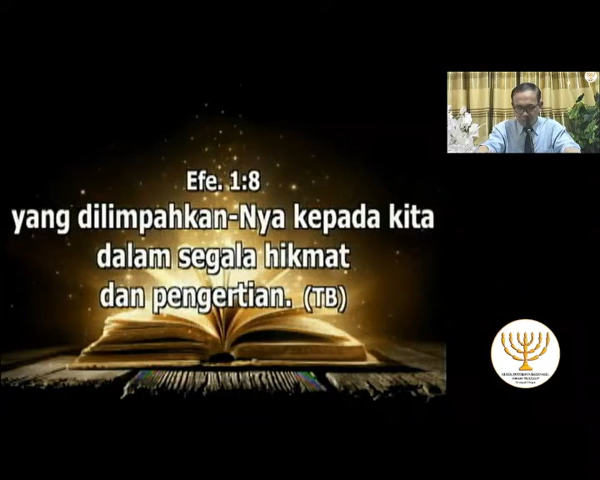 Efe. 1:8
yang dilimpahkan-Nya kepada kita
dalam segala hikmat
dan pengertian. (TB)